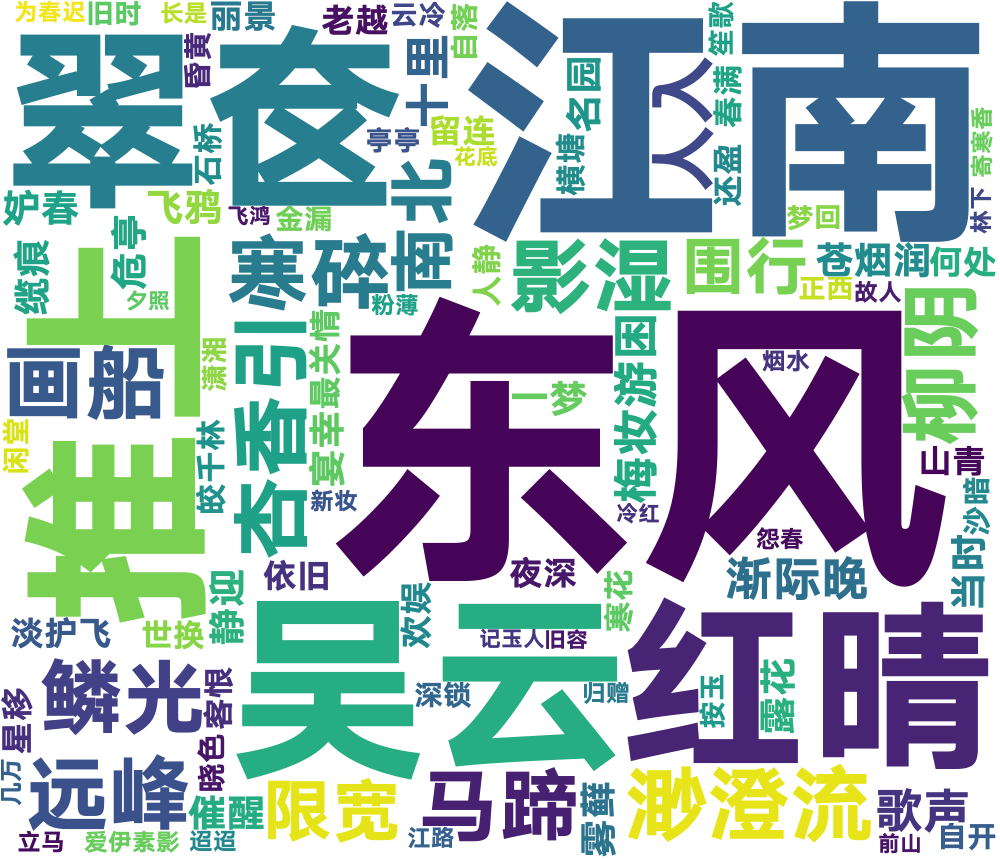 为春迟
旧时
长是
丽景
老越
云冷
自落
笙歌
江南
翠奁
昏黄
十里
名园
人人
还盈
春满
寄寒香
石桥
亭亭
留连
花底
横塘
林下
妒春
飞鸦
飞鸿
金漏
南北
梦回
危亭
寒碎
人静
影湿
围行
苍烟润
何处
缆痕
夕照
粉薄
正西
故人
推上
画船
潇湘
杏香引
最关情
宴幸
东风
一梦
梅妆游困
烟水
柳阴
闲堂
皎千林
新妆
冷红
怨春
山青
当时沙暗
依旧
夜深
渐际晚
淡护飞
世换
静迎
欢娱
记玉人旧容
寒花
鳞光
客恨
吴云
深锁
归赠
红晴
按玉
露花
星移
晓色
几万
远峰
催醒
限宽
马蹄
雾藓
渺澄流
歌声
立马
爱伊素影
迢迢
江路
前山
自开